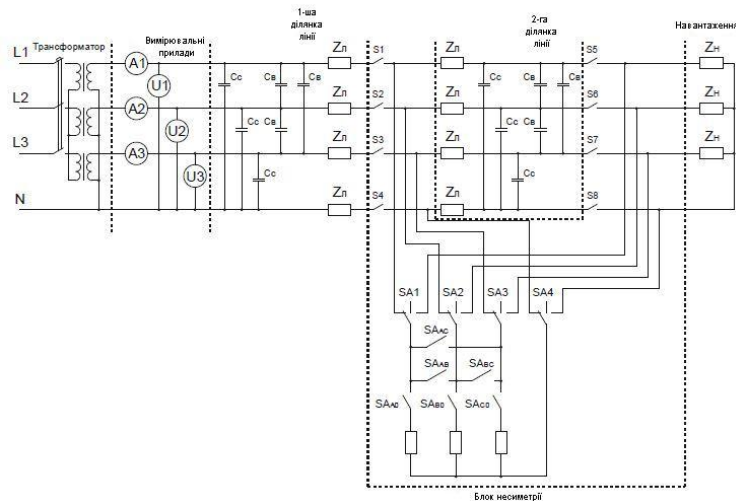 1-ша
ділянка
лінії
2-га
ділянка
лінії
Навантаження
Трансформатор
Вимірювальні
прилади
L1
A1
U1
Cc
Cв
Cв
Zл
S1
Zл
Cc
Cв
Cв
S5
Zн
L2
A2
U2
Cc
Cв
Zл
S2
Zл
Cc
Cв
S6
Zн
L3
A3
U3
Cc
Zл
S3
Zл
Cc
S7
Zн
N
Zл
S4
Zл
S8
SA1
SA2
SA3
SA4
SAAC
SAAB
SABC
SAA0
SAB0
SAC0
Блок несиметрії